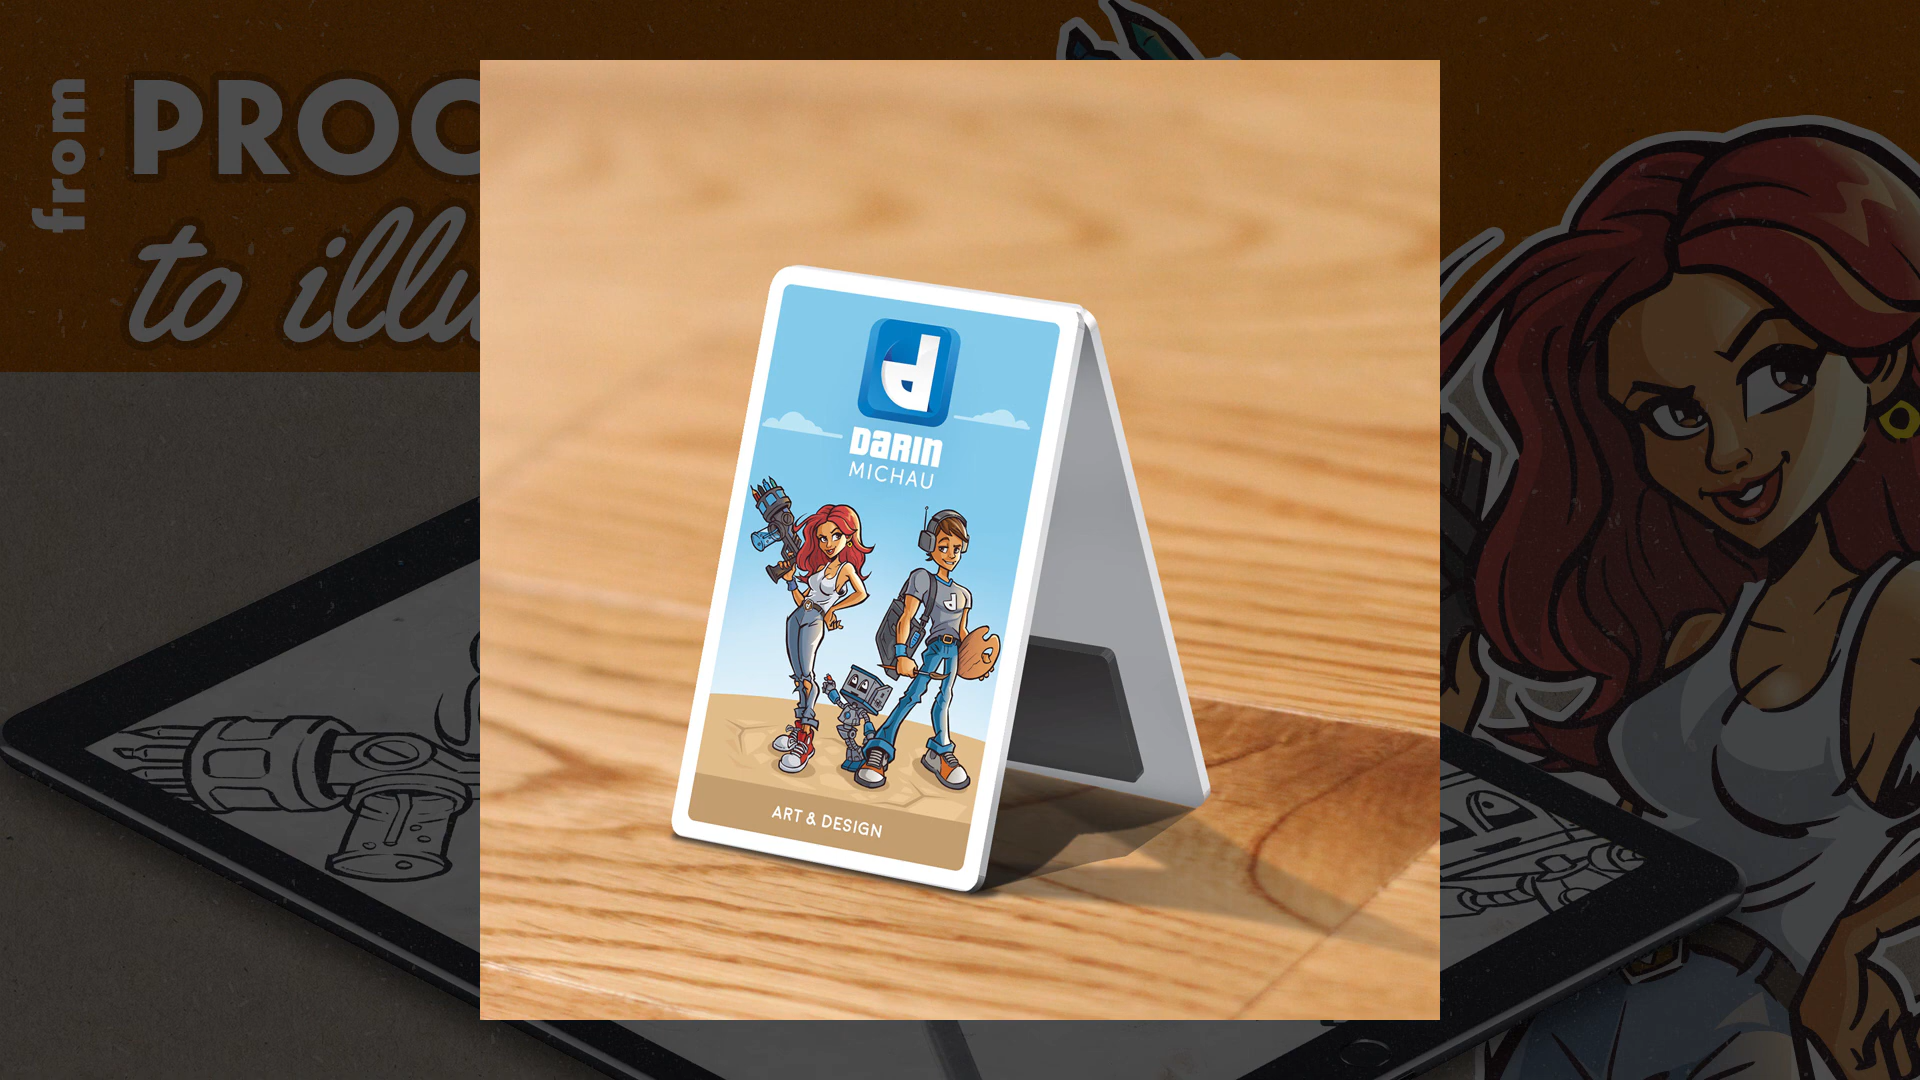 from
PROC
to illu
d
DARIN
MICHAU
d
ART & DESIGN